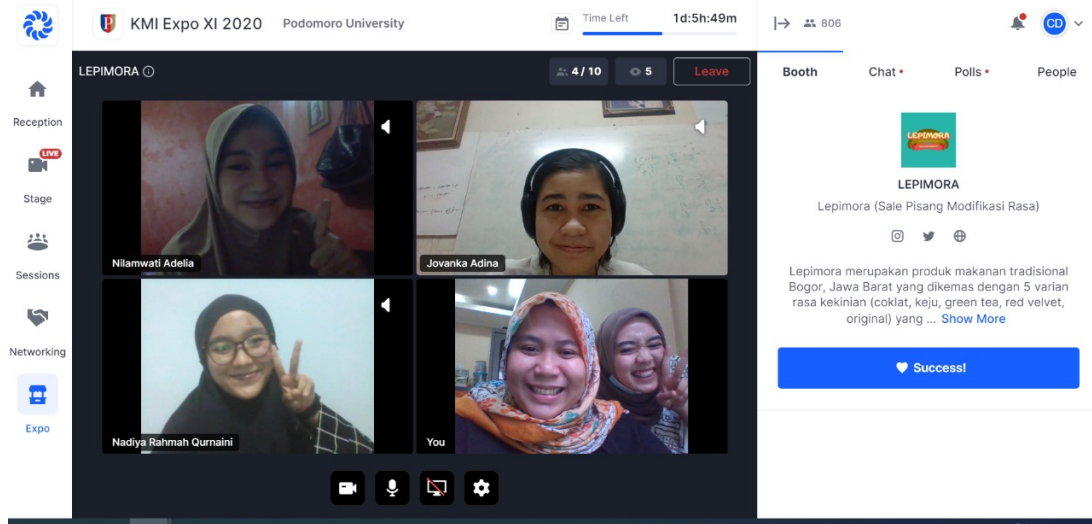 KMI Expo XI 2020
Podomoro University
Time Left
1d:5h:49m
806
CD
Reception
LIVE
Stage
Sessions
Networking
Expo
LEPIMORA
4 / 10
5
Leave
Nilamwati Adelia
Jovanka Adina
Nadiya Rahmah Qurnaini
You
Booth
Chat
Polls
People
LEPIMORA
LEPIMORA
Lepimora (Sale Pisang Modifikasi Rasa)
Lepimora merupakan produk makanan tradisional
Bogor, Jawa Barat yang dikemas dengan 5 varian
rasa kekinian (coklat, keju, green tea, red velvet,
original) yang ... Show More
Success!